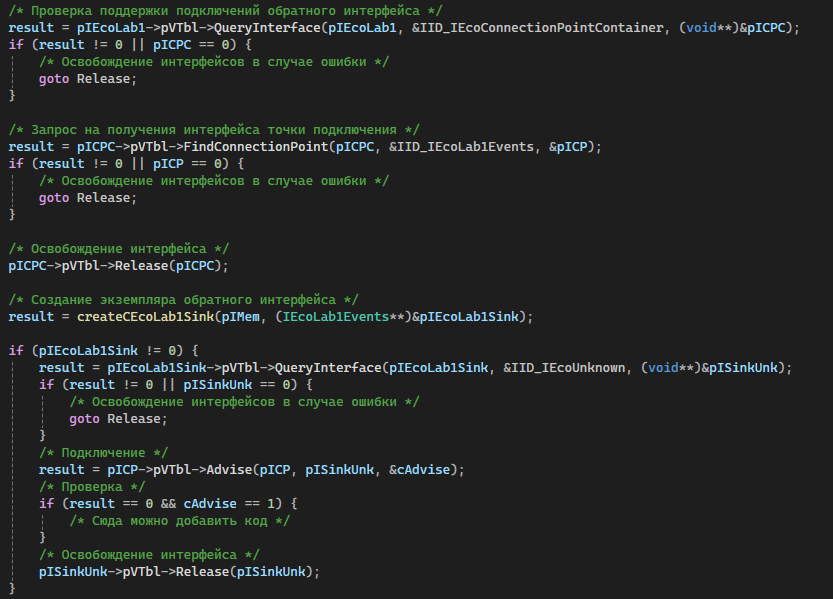 /* Проверка поддержки подключений обратного интерфейса */
result = pIEcoLab1->pVTbl->QueryInterface(pIEcoLab1, &IID_IEcoConnectionPointContainer, (void**)&pICPC);
if (result != 0 || pICPC == 0) {
    /* Освобождение интерфейсов в случае ошибки */
    goto Release;
}

/* Запрос на получения интерфейса точки подключения */
result = pICPC->pVTbl->FindConnectionPoint(pICPC, &IID_IEcoLab1Events, &pICP);
if (result != 0 || pICP == 0) {
    /* Освобождение интерфейсов в случае ошибки */
    goto Release;
}

/* Освобождение интерфейса */
pICPC->pVTbl->Release(pICPC);

/* Создание экземпляра обратного интерфейса */
result = createCEcoLab1Sink(pIMem, (IEcoLab1Events**)&pIEcoLab1Sink);

if (pIEcoLab1Sink != 0) {
    result = pIEcoLab1Sink->pVTbl->QueryInterface(pIEcoLab1Sink, &IID_IEcoUnknown, (void**)&pISinkUnk);
    if (result != 0 || pISinkUnk == 0) {
        /* Освобождение интерфейсов в случае ошибки */
        goto Release;
    }
    /* Подключение */
    result = pICP->pVTbl->Advise(pICP, pISinkUnk, &cAdvise);
    /* Проверка */
    if (result == 0 && cAdvise == 1) {
        /* Сюда можно добавить код */
    }
    /* Освобождение интерфейса */
    pISinkUnk->pVTbl->Release(pISinkUnk);
}